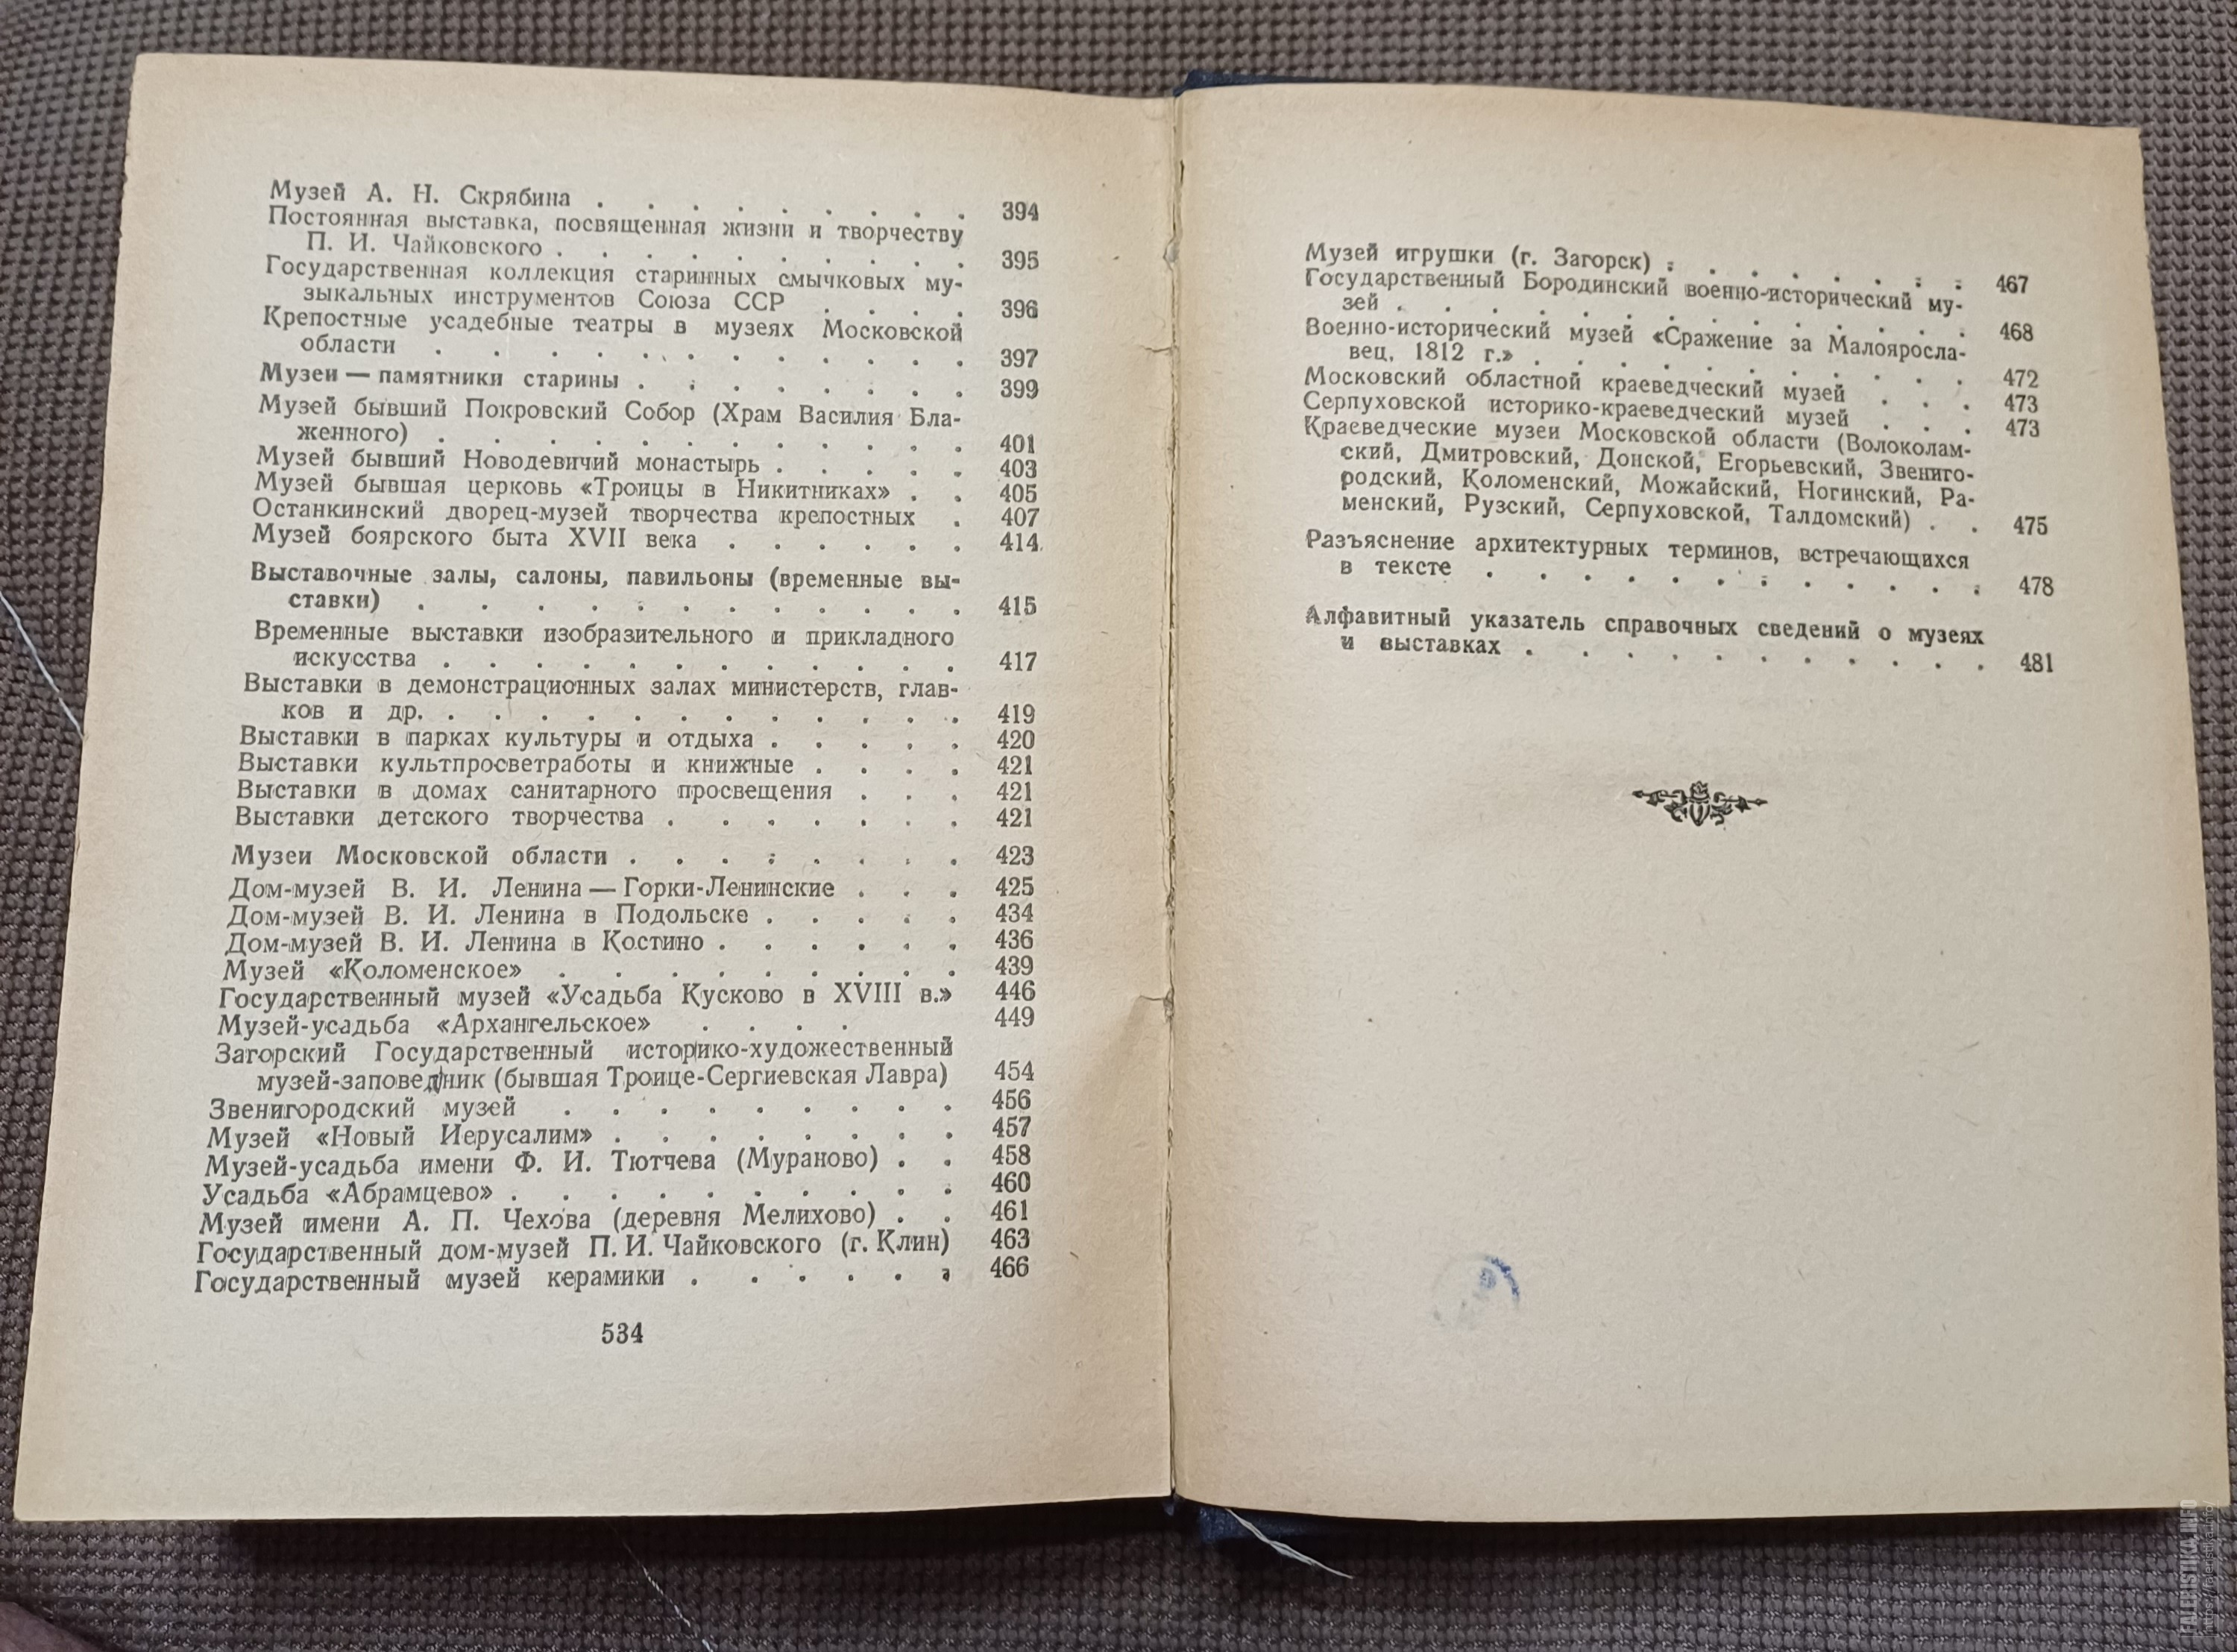 Музей А. Н. Скрябина . . . . . . . . 394
Постоянная выставка, посвященная жизни и творчеству
П. И. Чайковского . . . . . . . . . 395
Государственная коллекция старинных смычковых му-
зыкальных инструментов Союза ССР . . . . 396
Крепостные усадебные театры в музеях Московской
области . . . . . . . . . . . 397
Музеи — памятники старины . . . . . . . 399
Музей бывший Покровский Собор (Храм Василия Бла-
женного) . . . . . . . . . . . 401
Музей бывший Новодевичий монастырь . . . . . 403
Музей бывшая церковь «Троицы в Никитниках» . . 405
Останкинский дворец-музей творчества крепостных . 407
Музей боярского быта XVII века . . . . . . 414
Выставочные залы, салоны, павильоны (временные вы-
ставки) . . . . . . . . . . . 415
Временные выставки изобразительного и прикладного
искусства . . . . . . . . . . . 417
Выставки в демонстрационных залах министерств, глав-
ков и др. . . . . . . . . . . . 419
Выставки в парках культуры и отдыха . . . . . 420
Выставки культпросветработы и книжные . . . . 421
Выставки в домах санитарного просвещения . . . 421
Выставки детского творчества . . . . . . . 421
Музеи Московской области . . . . . . . . 423
Дом-музей В. И. Ленина — Горки-Ленинские . . . 425
Дом-музей В. И. Ленина в Подольске . . . . . 434
Дом-музей В. И. Ленина в Костино . . . . . . 436
Музей «Коломенское» . . . . . . . . . 439
Государственный музей «Усадьба Кусково в XVIII в.» 446
Музей-усадьба «Архангельское» . . . . 449
Загорский Государственный историко-художественный
музей-заповедник (бывшая Троице-Сергиевская Лавра) 454
Звенигородский музей . . . . . . . . . 456
Музей «Новый Иерусалим» . . . . . . . . 457
Музей-усадьба имени Ф. И. Тютчева (Мураново) . . 458
Усадьба «Абрамцево» . . . . . . . . . . 460
Музей имени А. П. Чехова (деревня Мелихово) . . 461
Государственный дом-музей П. И. Чайковского (г. Клин) 463
Государственный музей керамики . . . . . . 466
534
Музей игрушки (г. Загорск) . . . . . . . 467
Государственный Бородинский военно-исторический му-
зей . . . . . . . . . . . . . 468
Военно-исторический музей «Сражение за Малояросла-
вец, 1812 г.» . . . . . . . . . . 472
Московский областной краеведческий музей . . . 473
Серпуховской историко-краеведческий музей . . . 473
Краеведческие музеи Московской области (Волоколам-
ский, Дмитровский, Донской, Егорьевский, Звениго-
родский, Коломенский, Можайский, Ногинский, Ра-
менский, Рузский, Серпуховской, Талдомский) . . 475
Разъяснение архитектурных терминов, встречающихся
в тексте . . . . . . . . . . . 478
Алфавитный указатель справочных сведений о музеях
и выставках . . . . . . . . . . 481
FALERISTIKA.INFO
https://faleristika.info/